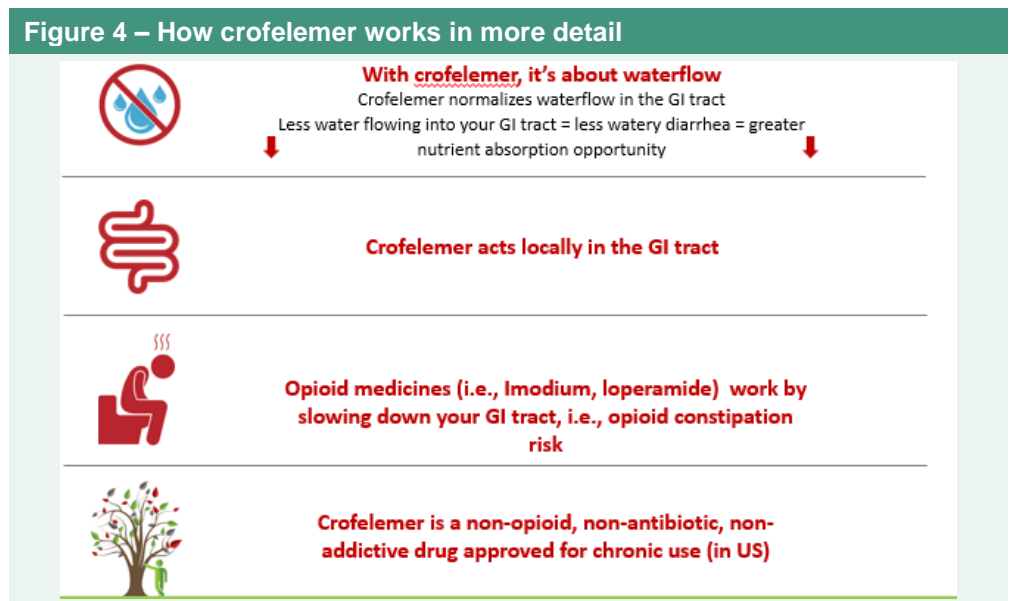 Figure 4 – How crofelemer works in more detail
With crofelemer, it's about waterflow
Crofelemer normalizes waterflow in the GI tract
Less water flowing into your GI tract = less watery diarrhea = greater
nutrient absorption opportunity
Crofelemer acts locally in the GI tract
Opioid medicines (i.e., Imodium, loperamide) work by
slowing down your GI tract, i.e., opioid constipation
risk
Crofelemer is a non-opioid, non-antibiotic, non-
addictive drug approved for chronic use (in US)